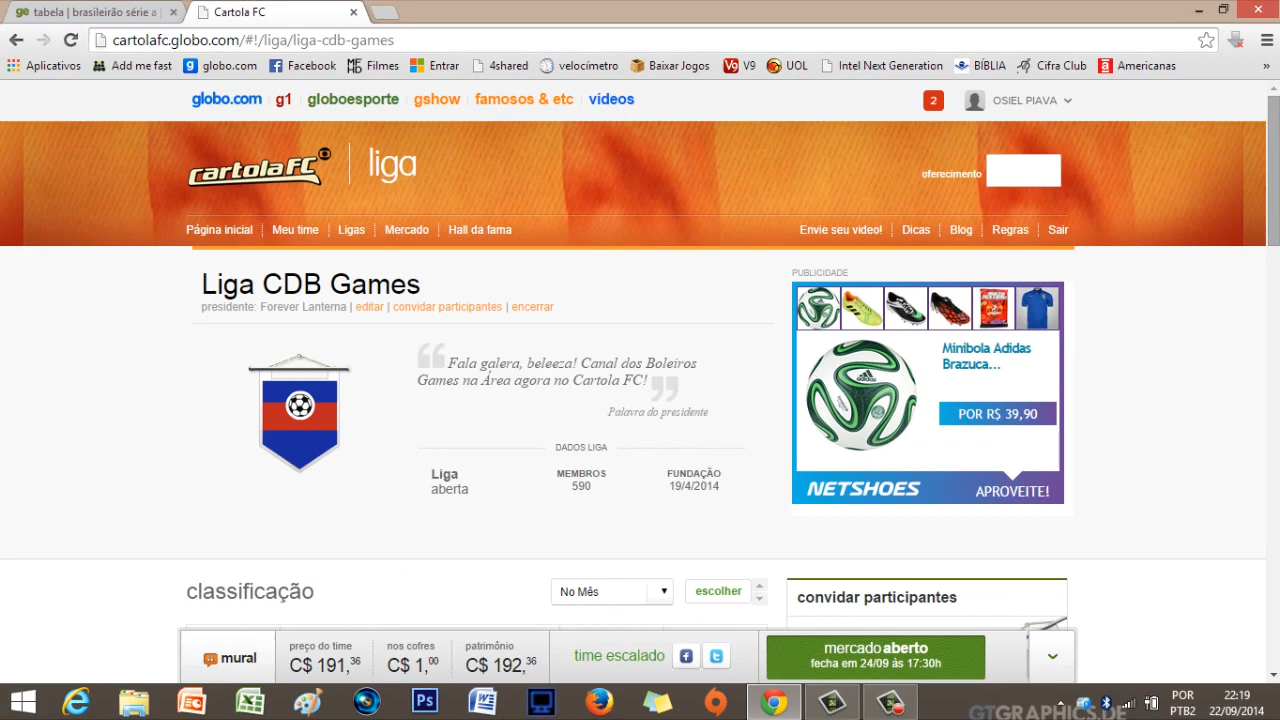 tabela | brasileirão série a
Cartola FC
cartolafc.globo.com/#!/liga/liga-cdb-games
Aplicativos
Add me fast
globo.com
Facebook
Filmes
Entrar
4shared
velocímetro
Baixar Jogos
V9
UOL
Intel Next Generation
BÍBLIA
Cifra Club
Americanas
»
globo.com g1 globoesporte gshow famosos & etc vídeos
2
OSIEL PIAVA
cartola FC
liga
oferecimento
Página inicial
Meu time
Ligas
Mercado
Hall da fama
Envie seu video!
Dicas
Blog
Regras
Sair
Liga CDB Games
presidente: Forever Lanterna | editar | convidar participantes | encerrar
PUBLICIDADE
Fala galera, beleeza! Canal dos Boleiros
Games na Área agora no Cartola FC!
Palavra do presidente
DADOS LIGA
Liga
aberta
MEMBROS
590
FUNDAÇÃO
19/4/2014
Minibola Adidas
Brazuca...
POR R$ 39,90
NETSHOES
APROVEITE!
classificação
No Mês
escolher
convidar participantes
mural
preço do time
C$ 191,36
nos cofres
C$ 1,00
patrimônio
C$ 192,36
time escalado
mercado aberto
fecha em 24/09 às 17:30h
POR
PTB2
22:19
22/09/2014
GTGRAPHICS.DE